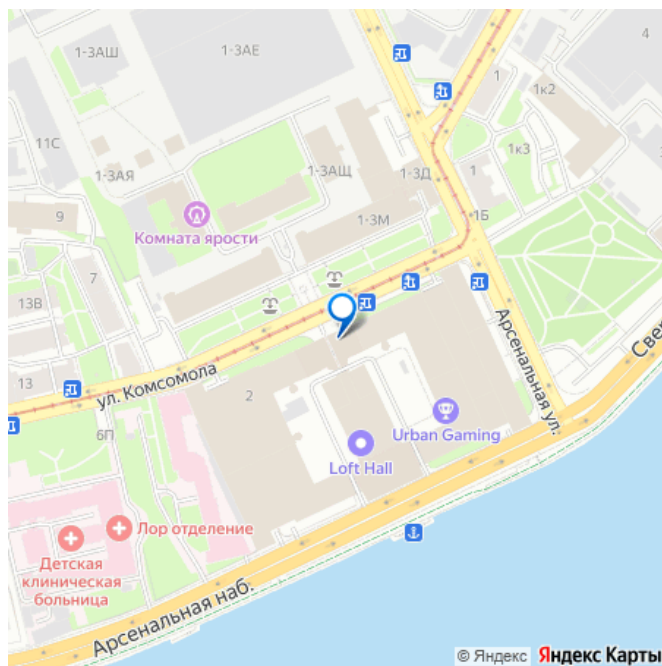 1-3АШ
1-3АЕ
4
1
1к2
11С
1-3АЯ
1-3АЩ
1-3Д
1к3
1
9
Комната ярости
1-3М
1Б
7
13В
13
ул. Комсомола
2
6П
Арсенальная ул.
Urban Gaming
Loft Hall
Лор отделение
Детская
клиническая
больница
Арсенальная наб.
© Яндекс Яндекс Карты